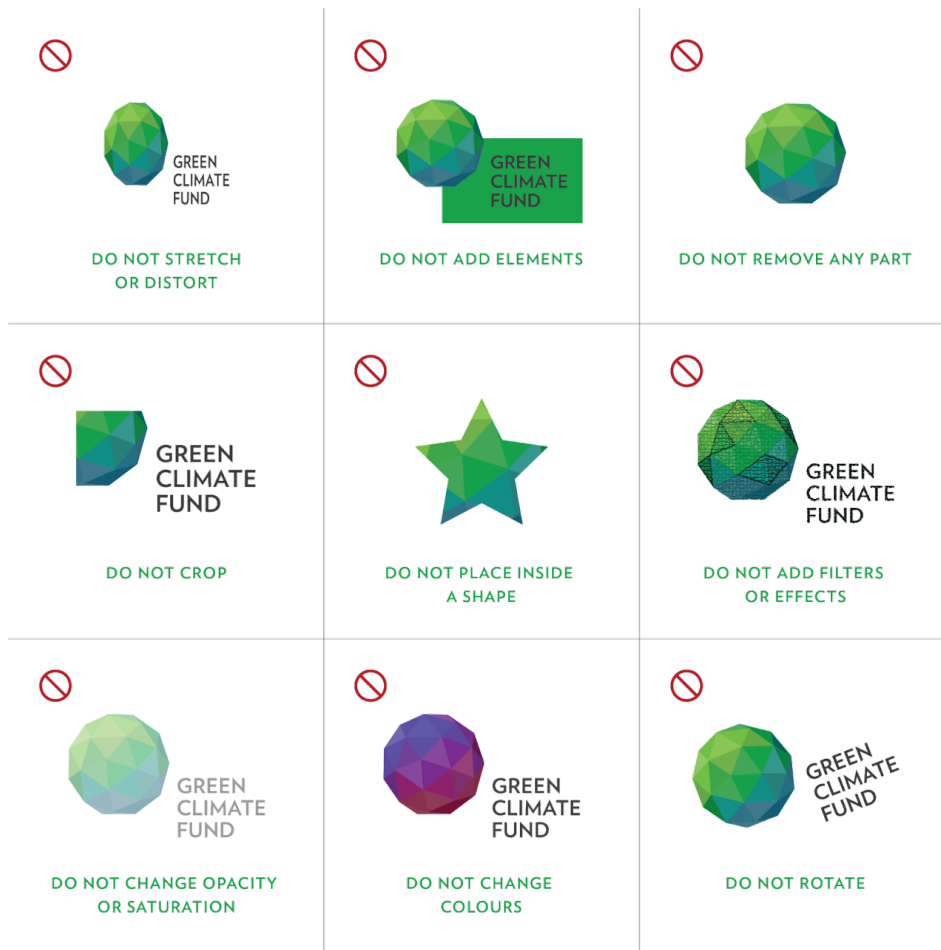 GREEN
CLIMATE
FUND
DO NOT STRETCH
OR DISTORT
GREEN
CLIMATE
FUND
DO NOT ADD ELEMENTS
DO NOT REMOVE ANY PART
GREEN
CLIMATE
FUND
DO NOT CROP
DO NOT PLACE INSIDE
A SHAPE
GREEN
CLIMATE
FUND
DO NOT ADD FILTERS
OR EFFECTS
GREEN
CLIMATE
FUND
DO NOT CHANGE OPACITY
OR SATURATION
GREEN
CLIMATE
FUND
DO NOT CHANGE
COLOURS
GREEN
CLIMATE
FUND
DO NOT ROTATE